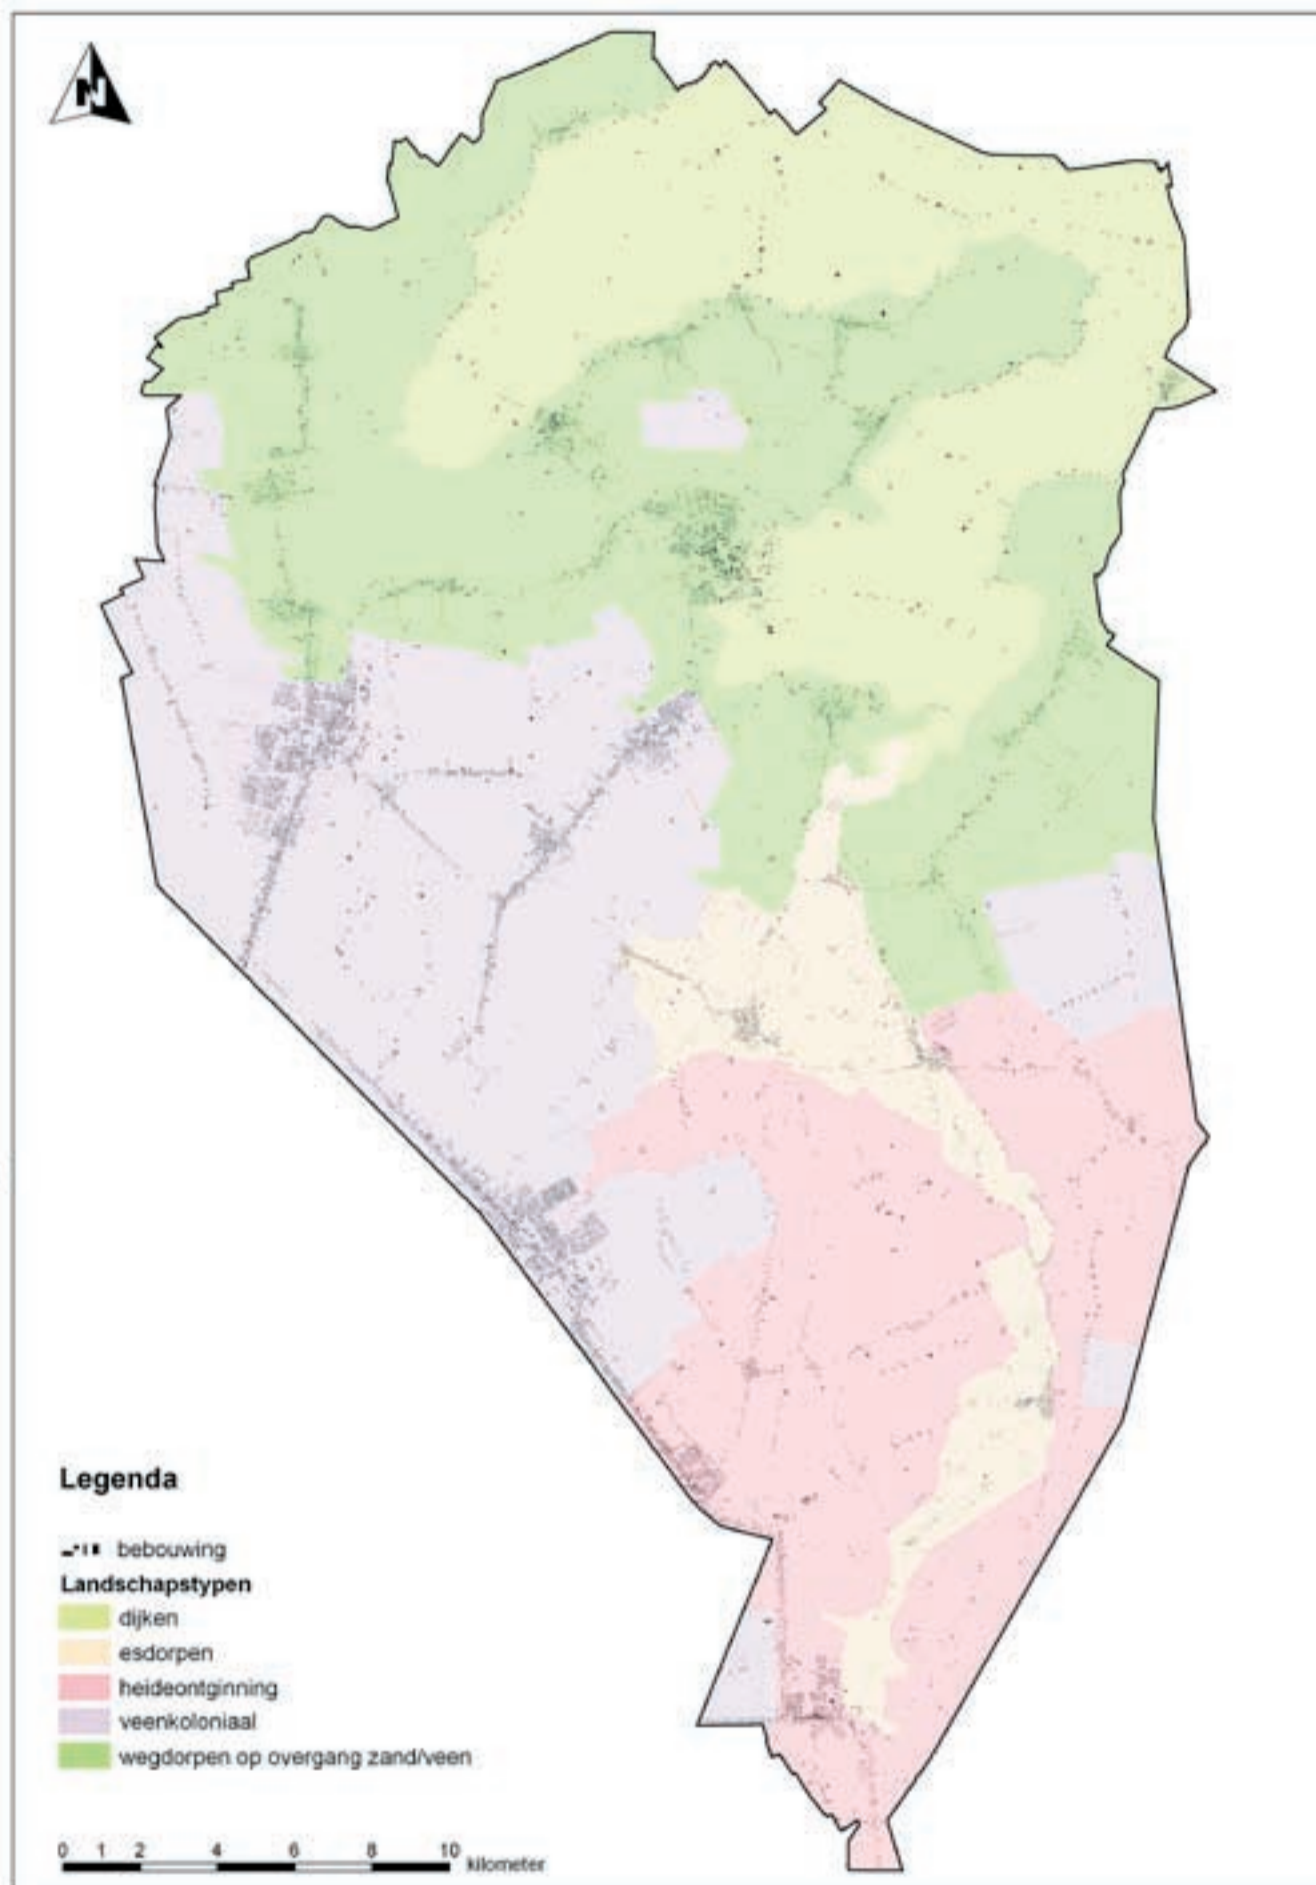 N
Legenda
bebouwing
Landschapstypen
dijken
esdorpen
heideontginning
veenkoloniaal
wegdorpen op overgang zand/veen
0 1 2 4 6 8 10 kilometer